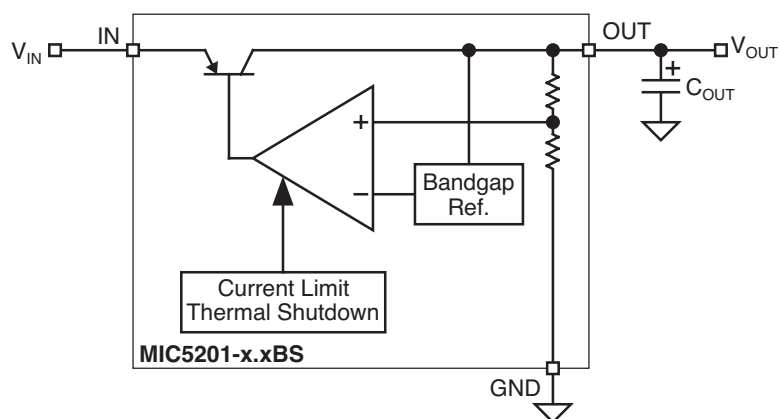 V_IN
IN
OUT
V_OUT
+
C_OUT
+
–
Bandgap
Ref.
Current Limit
Thermal Shutdown
MIC5201-x.xBS
GND